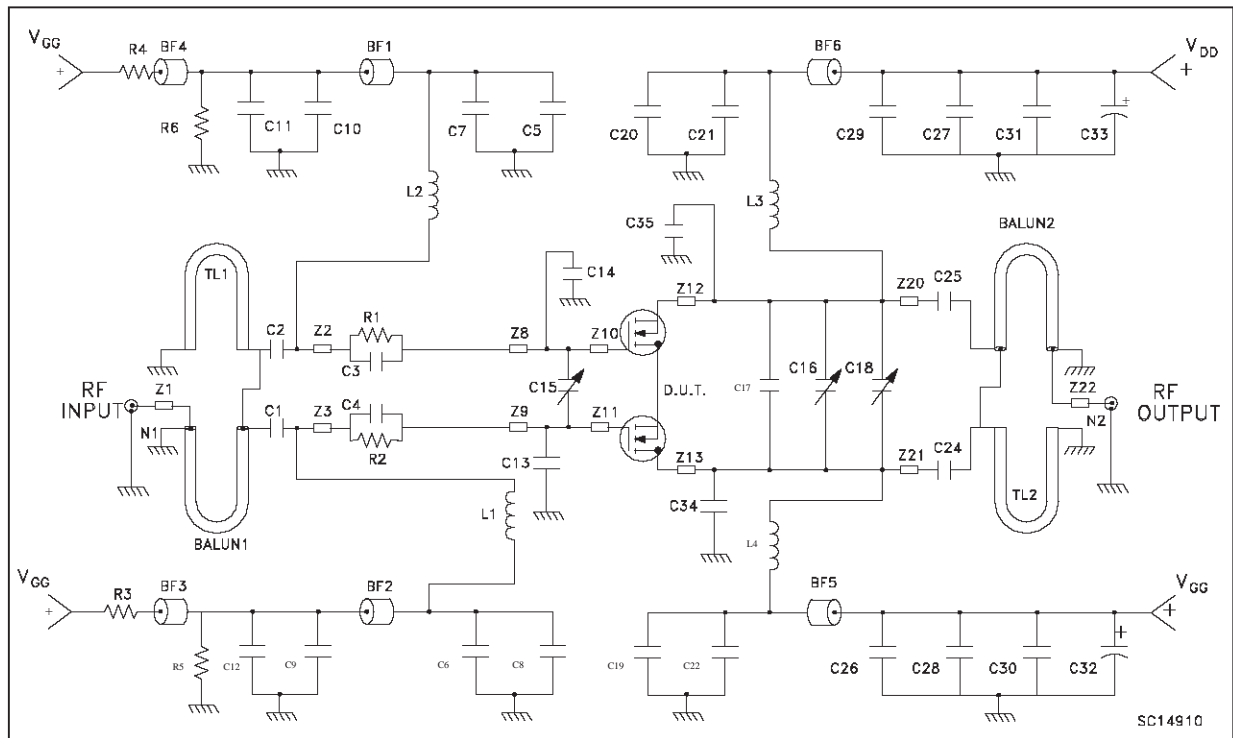 VGG
+
R4
BF4
BF1
BF6
VDD
+
R6
C11
C10
C7
C5
C20
C21
C29
C27
C31
C33
+
L2
L3
C35
BALUN2
TL1
C14
Z12
Z20
C25
C2
Z2
R1
C3
Z8
Z10
C15
C17
C16
C18
D.U.T.
RF
INPUT
Z1
N1
C1
Z3
C4
R2
Z9
Z11
C13
Z13
Z21
C24
Z22
N2
RF
OUTPUT
C34
TL2
BALUN1
L1
L4
VGG
+
R3
BF3
BF2
BF5
VGG
+
R5
C12
C9
C6
C8
C19
C22
C26
C28
C30
C32
+
SC14910